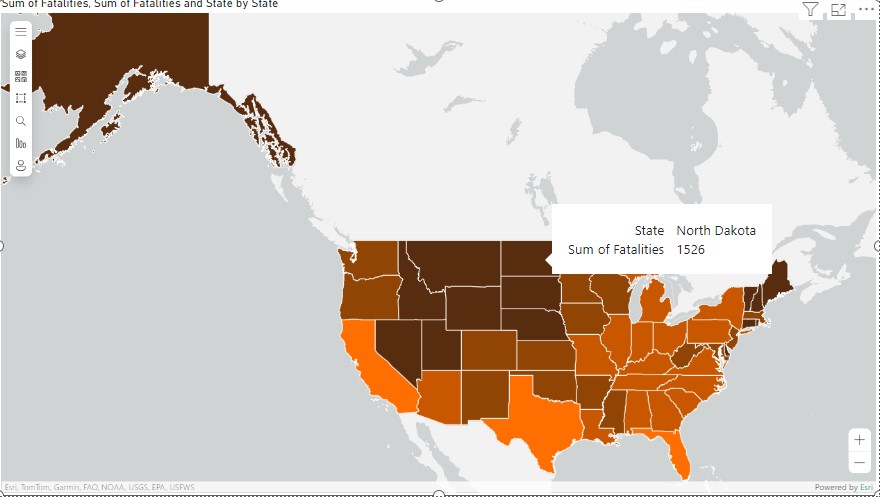 Sum of Fatalities, Sum of Fatalities and State by State
State North Dakota
Sum of Fatalities 1526
Esri, TomTom, Garmin, FAO, NOAA, USGS, EPA, USFWS
Powered by Esri